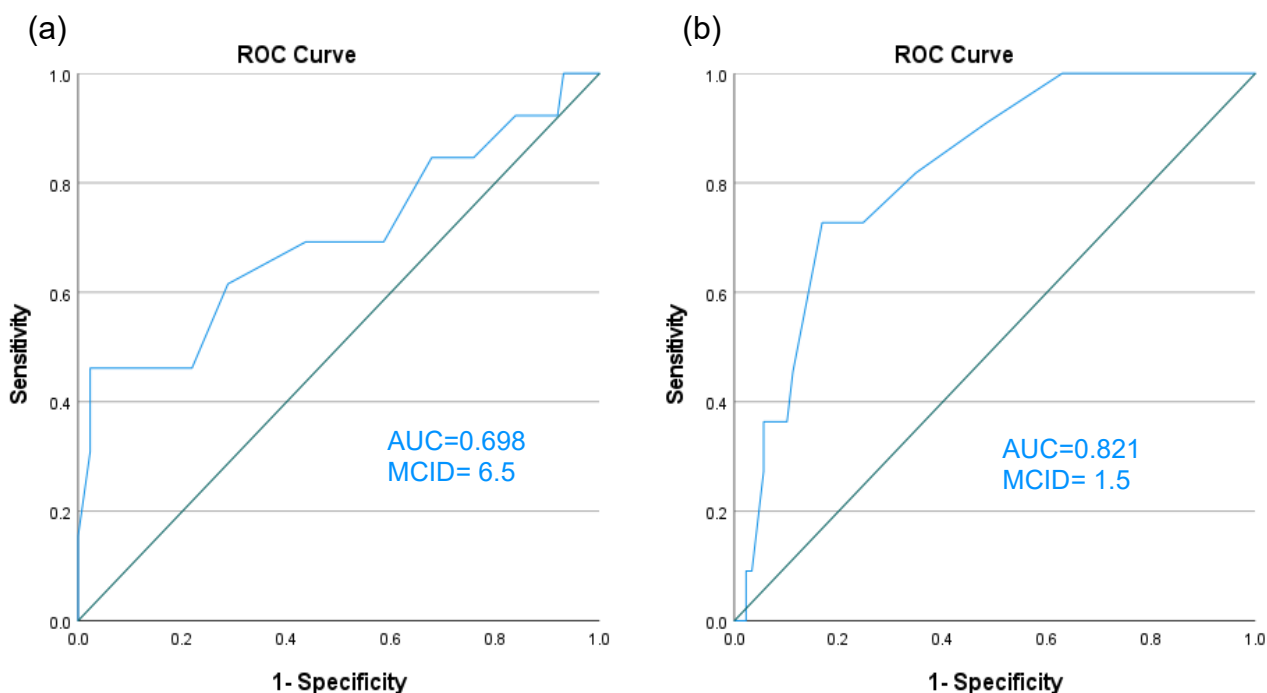 (a)
ROC Curve
1.0
0.8
0.6
0.4
0.2
0.0
Sensitivity
AUC=0.698
MCID= 6.5
0.0 0.2 0.4 0.6 0.8 1.0
1- Specificity
(b)
ROC Curve
1.0
0.8
0.6
0.4
0.2
0.0
Sensitivity
AUC=0.821
MCID= 1.5
0.0 0.2 0.4 0.6 0.8 1.0
1- Specificity